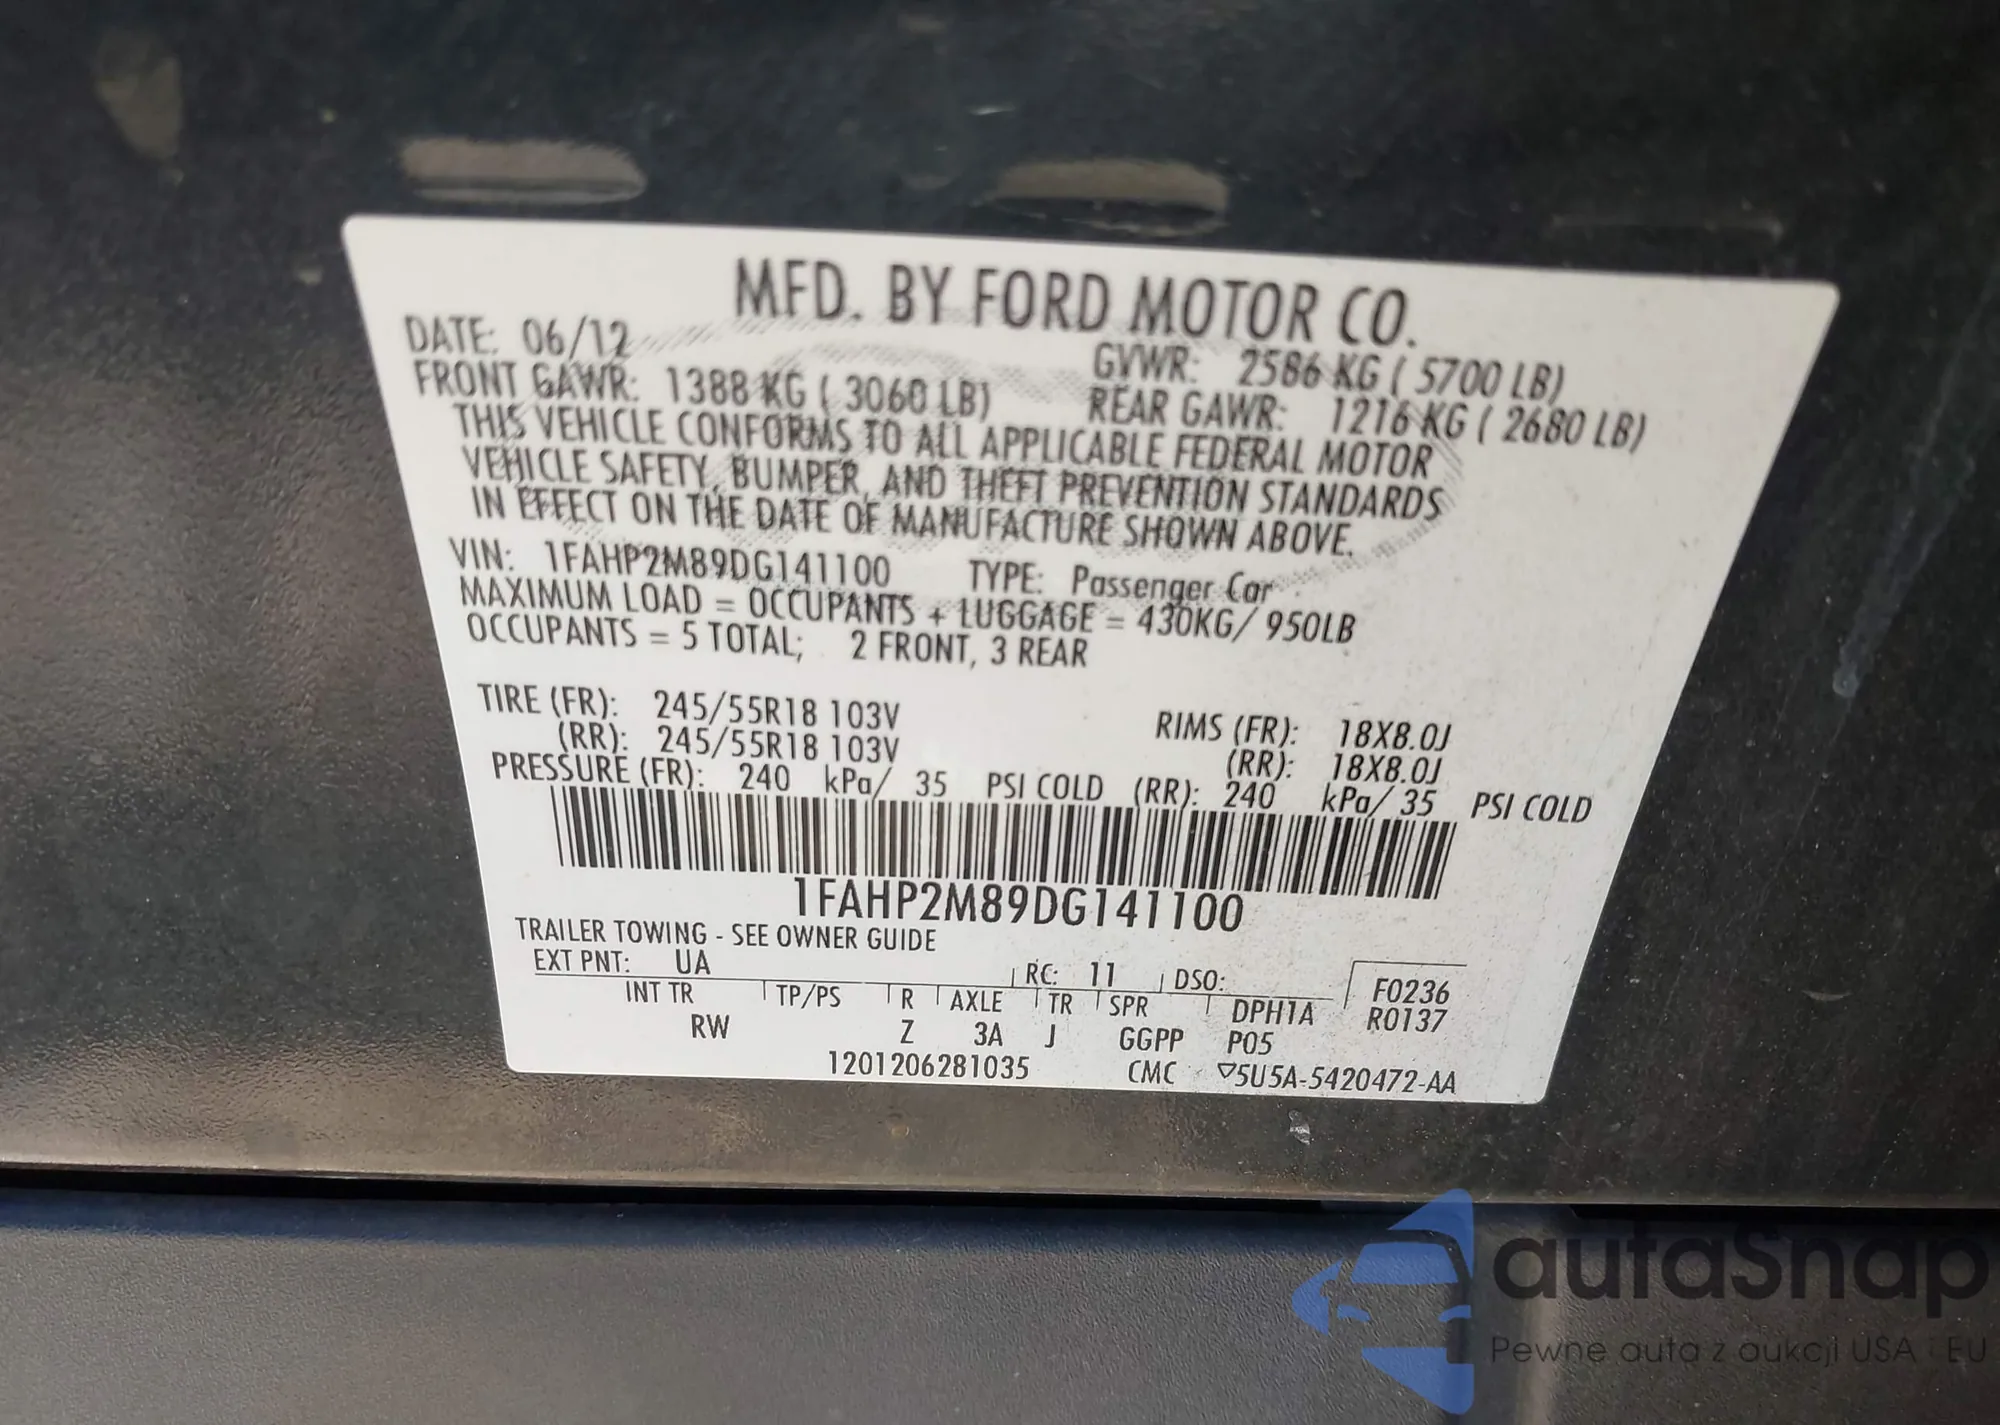 MFD. BY FORD MOTOR CO.
DATE: 06/12 GVWR: 2586 KG ( 5700 LB)
FRONT GAWR: 1388 KG ( 3060 LB) REAR GAWR: 1216 KG ( 2680 LB)
THIS VEHICLE CONFORMS TO ALL APPLICABLE FEDERAL MOTOR
VEHICLE SAFETY, BUMPER, AND THEFT PREVENTION STANDARDS
IN EFFECT ON THE DATE OF MANUFACTURE SHOWN ABOVE.
VIN: 1FAHP2M89DG141100 TYPE: Passenger Car
MAXIMUM LOAD = OCCUPANTS + LUGGAGE = 430KG/ 950LB
OCCUPANTS = 5 TOTAL; 2 FRONT, 3 REAR
TIRE (FR): 245/55R18 103V RIMS (FR): 18X8.0J
(RR): 245/55R18 103V (RR): 18X8.0J
PRESSURE (FR): 240 kPa/ 35 PSI COLD (RR): 240 kPa/ 35 PSI COLD
1FAHP2M89DG141100
TRAILER TOWING - SEE OWNER GUIDE
EXT PNT: UA RC: 11 DSO: F0236
INT TR TP/PS R AXLE TR SPR DPH1A R0137
RW Z 3A J GGPP P05
1201206281035 CMC ▽5U5A-5420472-AA
autaSnap
Pewne auta z aukcji USA i EU